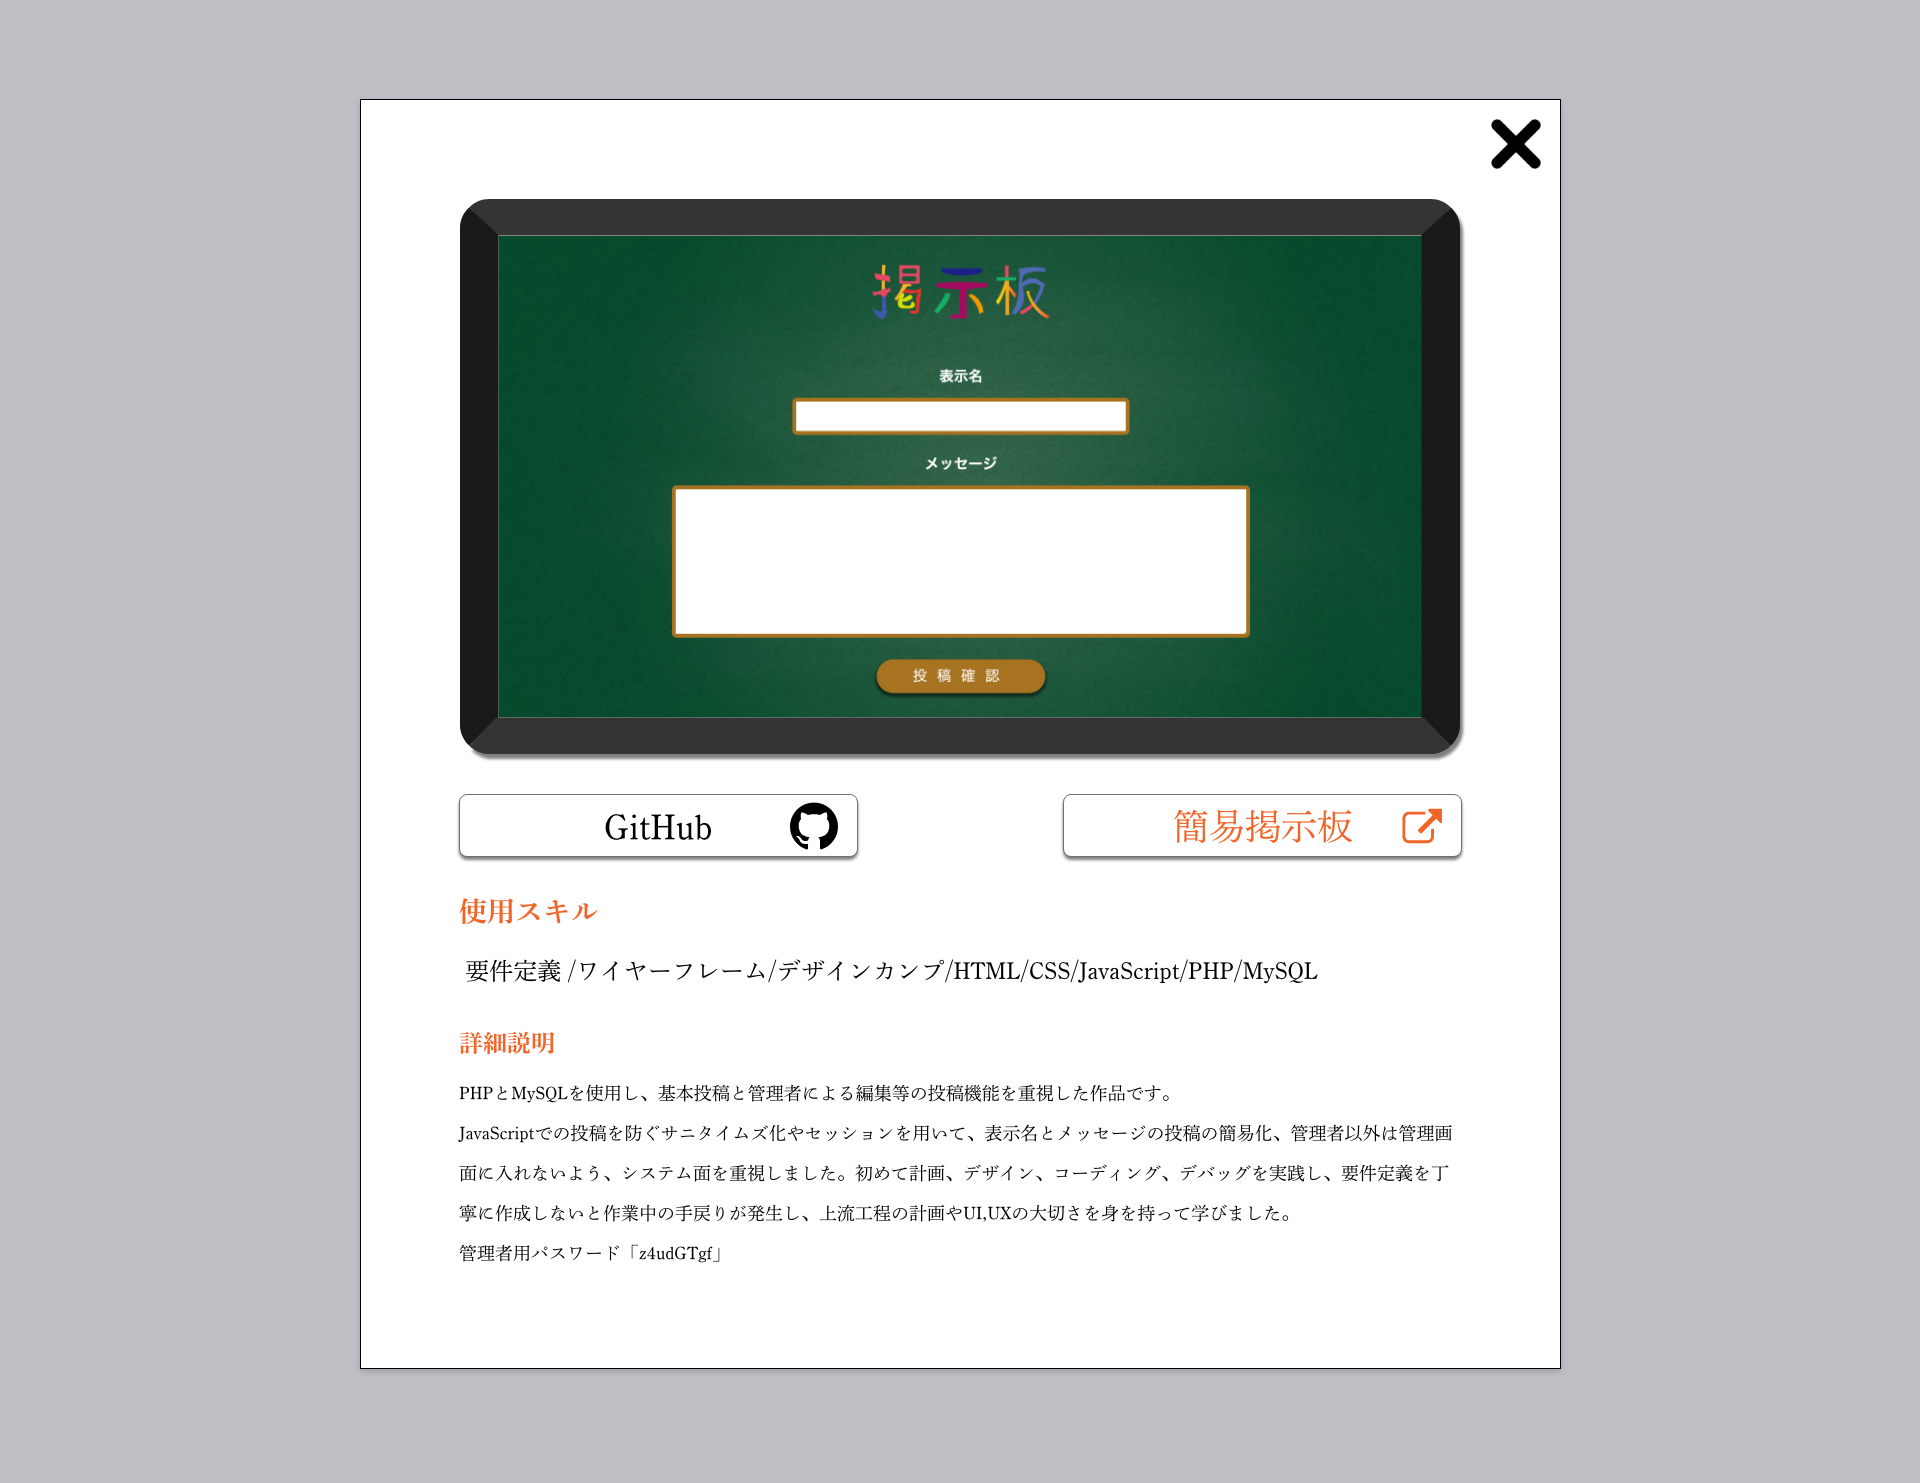 掲示板
表示名
メッセージ
投稿確認
GitHub
簡易掲示板
使用スキル
要件定義 /ワイヤーフレーム/デザインカンプ/HTML/CSS/JavaScript/PHP/MySQL
詳細説明
PHPとMySQLを使用し、基本投稿と管理者による編集等の投稿機能を重視した作品です。
JavaScriptでの投稿を防ぐサニタイムズ化やセッションを用いて、表示名とメッセージの投稿の簡易化、管理者以外は管理画
面に入れないよう、システム面を重視しました。初めて計画、デザイン、コーディング、デバッグを実践し、要件定義を丁
寧に作成しないと作業中の手戻りが発生し、上流工程の計画やUI,UXの大切さを身を持って学びました。
管理者用パスワード「z4udGTgf」